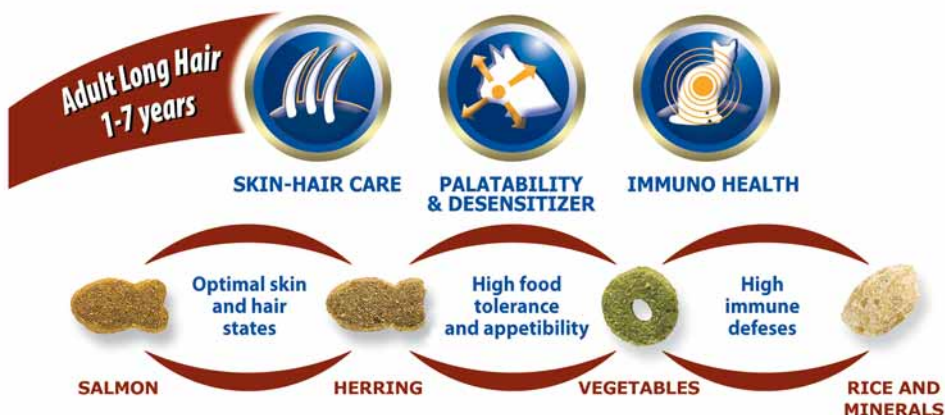 Adult Long Hair
1-7 years
SKIN-HAIR CARE
PALATABILITY
& DESENSITIZER
IMMUNO HEALTH
Optimal skin
and hair
states
High food
tolerance
and appetibility
High
immune
defeses
SALMON
HERRING
VEGETABLES
RICE AND
MINERALS